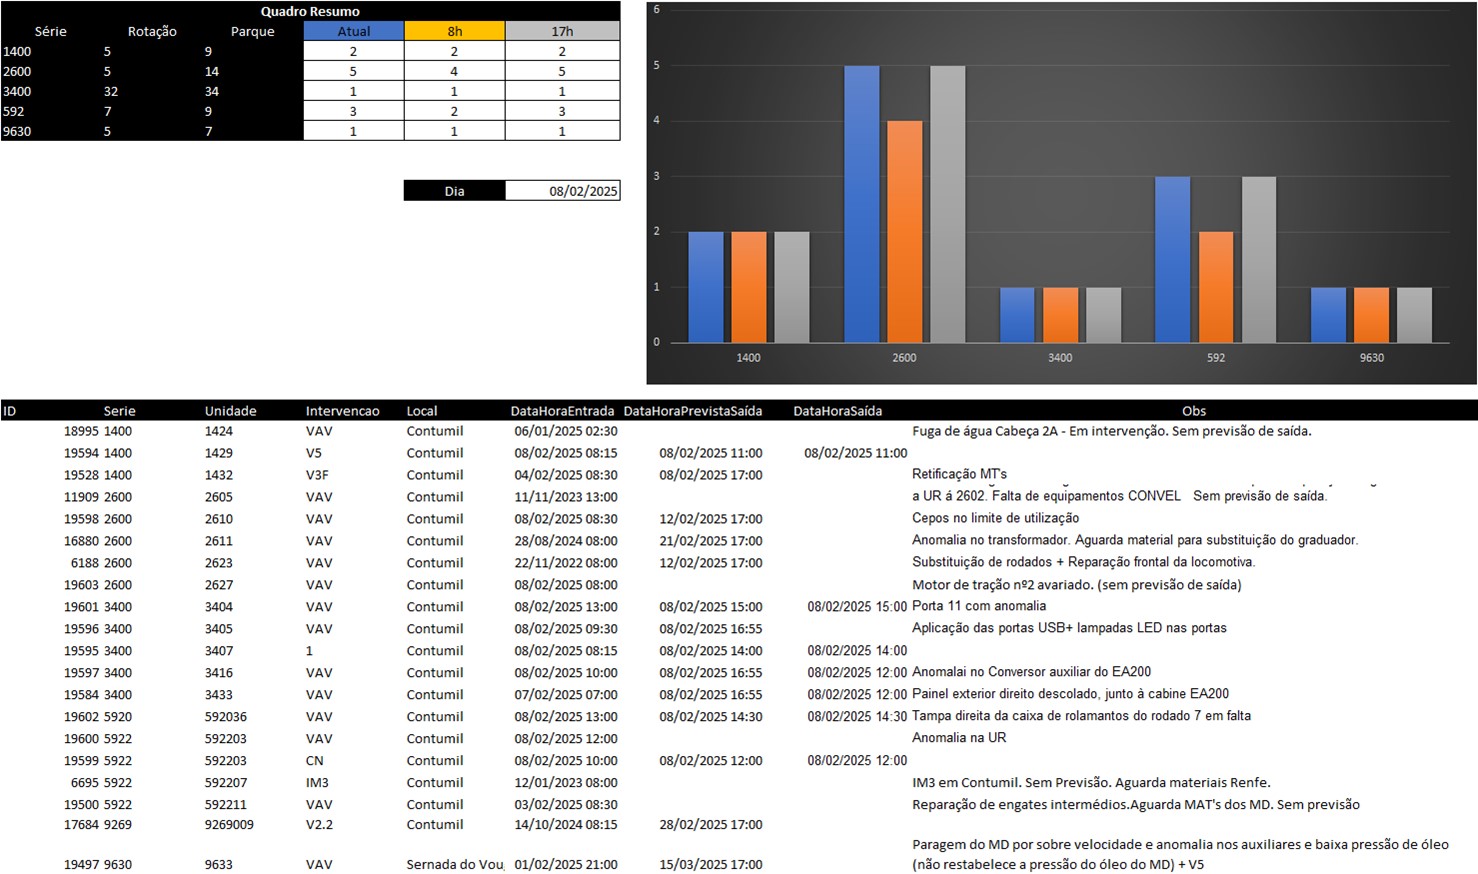 Quadro Resumo
Série Rotação Parque Atual 8h 17h
1400 5 9 2 2 2
2600 5 14 5 4 5
3400 32 34 1 1 1
592 7 9 3 2 3
9630 5 7 1 1 1
Dia 08/02/2025
6
5
4
3
2
1
0
1400 2600 3400 592 9630
ID Serie Unidade Intervencao Local DataHoraEntrada DataHoraPrevistaSaída DataHoraSaída Obs
18995 1400 1424 VAV Contumil 06/01/2025 02:30 Fuga de água Cabeça 2A - Em intervenção. Sem previsão de saída.
19594 1400 1429 V5 Contumil 08/02/2025 08:15 08/02/2025 11:00 08/02/2025 11:00
19528 1400 1432 V3F Contumil 04/02/2025 08:30 08/02/2025 17:00 Retificação MT's
11909 2600 2605 VAV Contumil 11/11/2023 13:00 a UR á 2602. Falta de equipamentos CONVEL Sem previsão de saída.
19598 2600 2610 VAV Contumil 08/02/2025 08:30 12/02/2025 17:00 Cepos no limite de utilização
16880 2600 2611 VAV Contumil 28/08/2024 08:00 21/02/2025 17:00 Anomalia no transformador. Aguarda material para substituição do graduador.
6188 2600 2623 VAV Contumil 22/11/2022 08:00 12/02/2025 17:00 Substituição de rodados + Reparação frontal da locomotiva.
19603 2600 2627 VAV Contumil 08/02/2025 08:00 Motor de tração nº2 avariado. (sem previsão de saída)
19601 3400 3404 VAV Contumil 08/02/2025 13:00 08/02/2025 15:00 08/02/2025 15:00 Porta 11 com anomalia
19596 3400 3405 VAV Contumil 08/02/2025 09:30 08/02/2025 16:55 Aplicação das portas USB+ lampadas LED nas portas
19595 3400 3407 1 Contumil 08/02/2025 08:15 08/02/2025 14:00 08/02/2025 14:00
19597 3400 3416 VAV Contumil 08/02/2025 10:00 08/02/2025 16:55 08/02/2025 12:00 Anomalai no Conversor auxiliar do EA200
19584 3400 3433 VAV Contumil 07/02/2025 07:00 08/02/2025 16:55 08/02/2025 12:00 Painel exterior direito descolado, junto à cabine EA200
19602 5920 592036 VAV Contumil 08/02/2025 13:00 08/02/2025 14:30 08/02/2025 14:30 Tampa direita da caixa de rolamantos do rodado 7 em falta
19600 5922 592203 VAV Contumil 08/02/2025 12:00 Anomalia na UR
19599 5922 592203 CN Contumil 08/02/2025 10:00 08/02/2025 12:00 08/02/2025 12:00
6695 5922 592207 IM3 Contumil 12/01/2023 08:00 IM3 em Contumil. Sem Previsão. Aguarda materiais Renfe.
19500 5922 592211 VAV Contumil 03/02/2025 08:30 Reparação de engates intermédios.Aguarda MAT's dos MD. Sem previsão
17684 9269 9269009 V2.2 Contumil 14/10/2024 08:15 28/02/2025 17:00
Paragem do MD por sobre velocidade e anomalia nos auxiliares e baixa pressão de óleo
19497 9630 9633 VAV Sernada do Vou 01/02/2025 21:00 15/03/2025 17:00 (não restabelece a pressão do óleo do MD) + V5